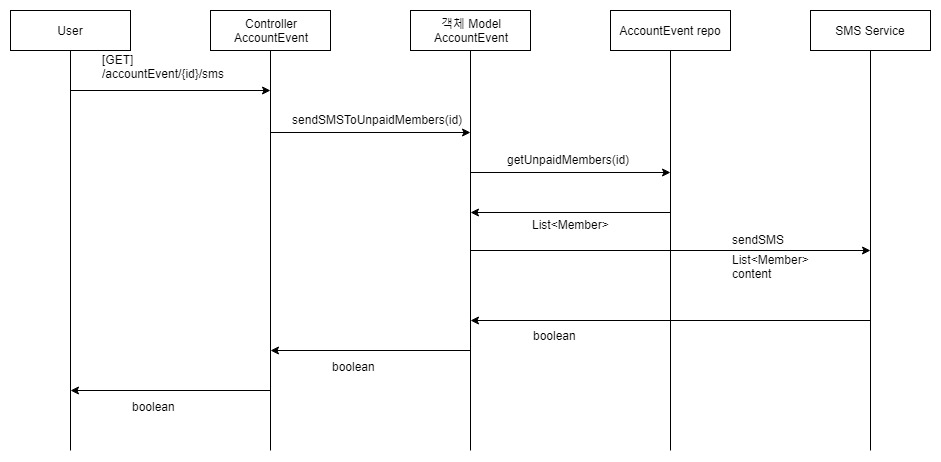 User
Controller
AccountEvent
객체 Model
AccountEvent
AccountEvent repo
SMS Service
[GET]
/accountEvent/{id}/sms
sendSMSToUnpaidMembers(id)
getUnpaidMembers(id)
List<Member>
sendSMS
List<Member>
content
boolean
boolean
boolean